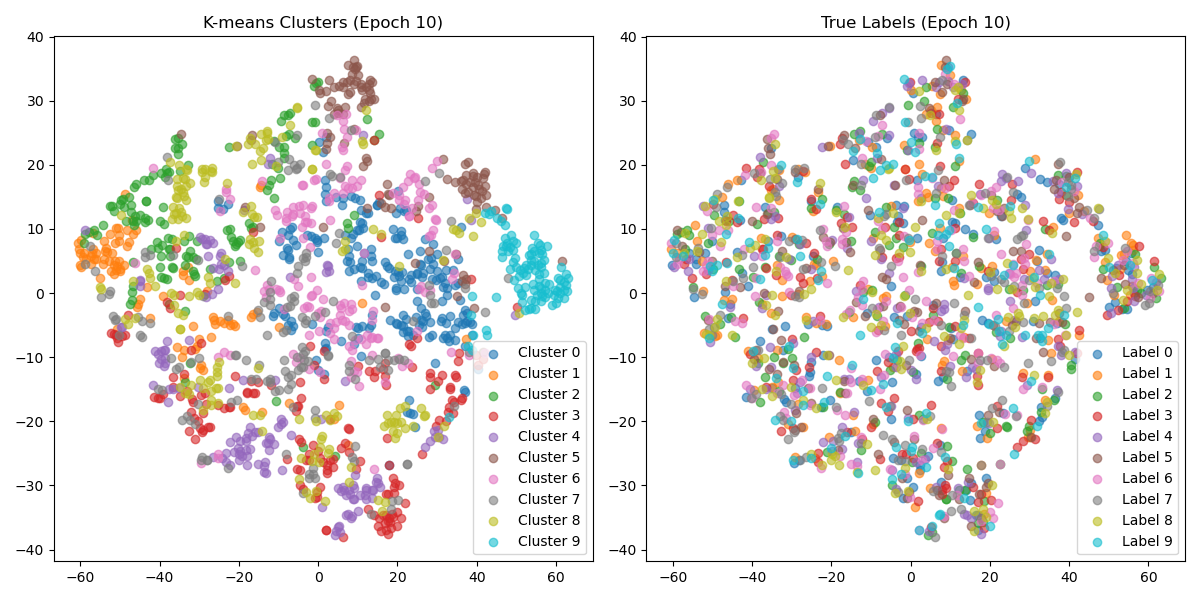 K-means Clusters (Epoch 10)
40
30
20
10
0
−10
−20
−30
−40
−60
−40
−20
0
20
40
60
Cluster 0
Cluster 1
Cluster 2
Cluster 3
Cluster 4
Cluster 5
Cluster 6
Cluster 7
Cluster 8
Cluster 9
True Labels (Epoch 10)
40
30
20
10
0
−10
−20
−30
−40
−60
−40
−20
0
20
40
60
Label 0
Label 1
Label 2
Label 3
Label 4
Label 5
Label 6
Label 7
Label 8
Label 9